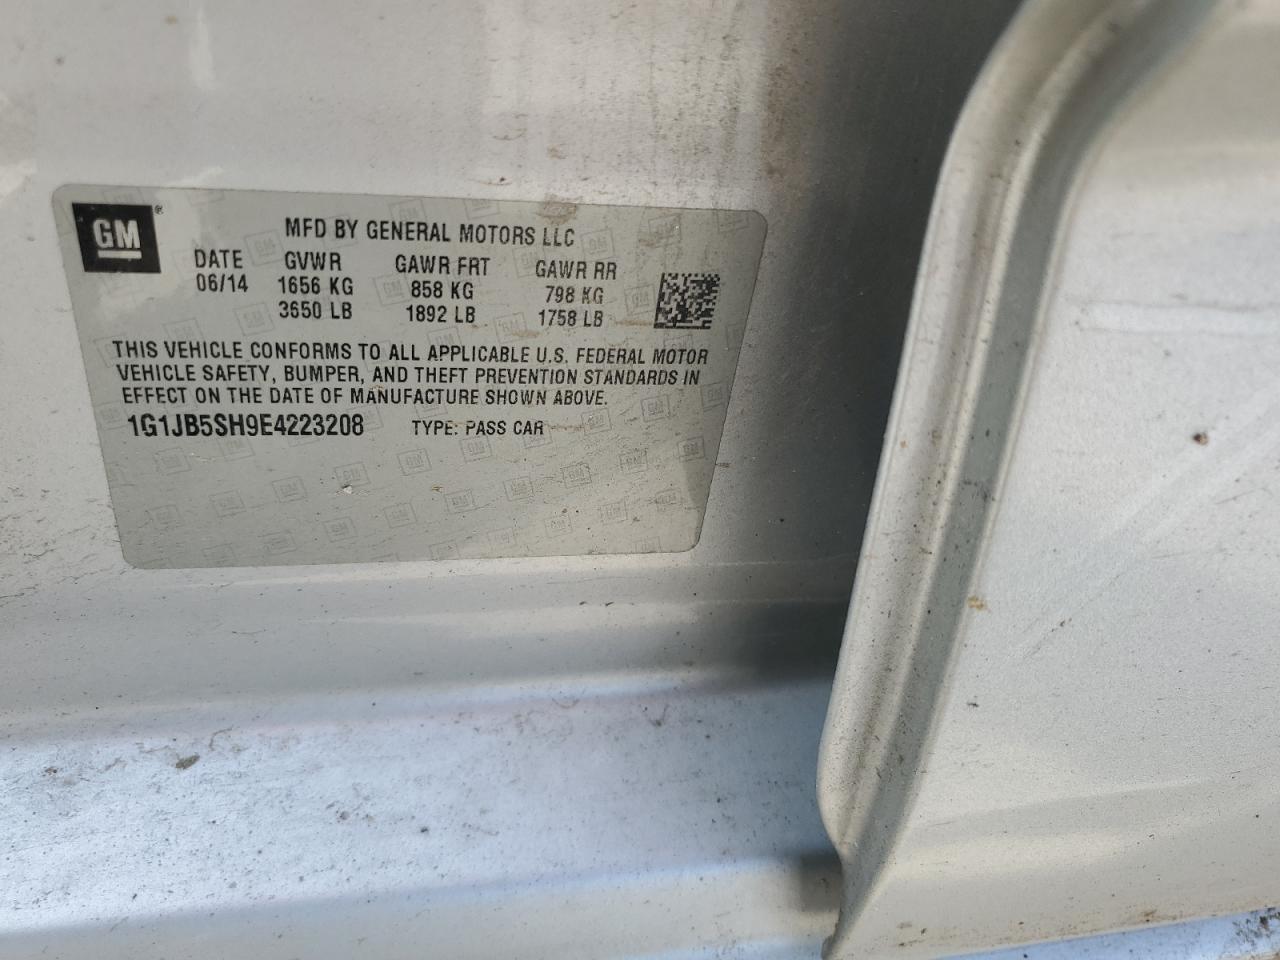 GM®
MFD BY GENERAL MOTORS LLC
DATE GVWR GAWR FRT GAWR RR
06/14 1656 KG 858 KG 798 KG
3650 LB 1892 LB 1758 LB
THIS VEHICLE CONFORMS TO ALL APPLICABLE U.S. FEDERAL MOTOR
VEHICLE SAFETY, BUMPER, AND THEFT PREVENTION STANDARDS IN
EFFECT ON THE DATE OF MANUFACTURE SHOWN ABOVE.
1G1JB5SH9E4223208 TYPE: PASS CAR